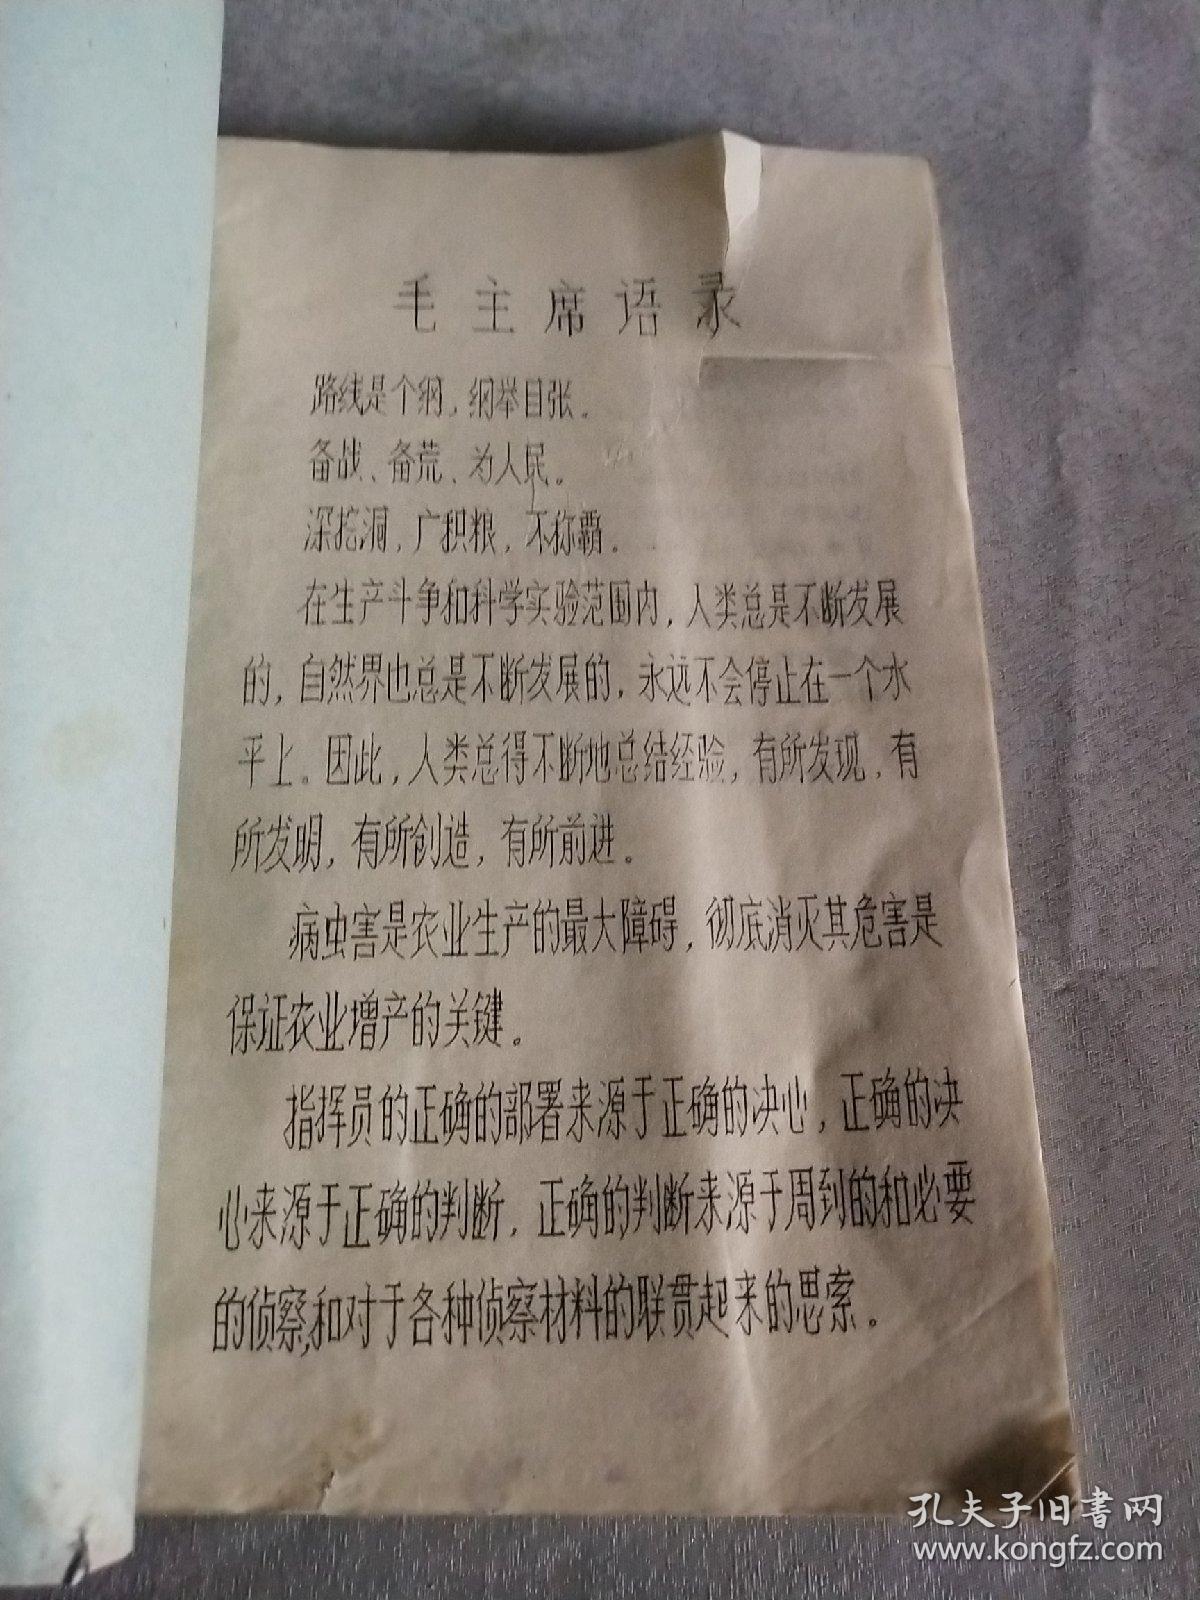 毛主席语录
路线是个纲，纲举目张。
备战、备荒、为人民。
深挖洞，广积粮，不称霸。
在生产斗争和科学实验范围内，人类总是不断发展
的，自然界也总是不断发展的，永远不会停止在一个水
平上。因此，人类总得不断地总结经验，有所发现，有
所发明，有所创造，有所前进。
病虫害是农业生产的最大障碍，彻底消灭其危害是
保证农业增产的关键。
指挥员的正确的部署来源于正确的决心，正确的决
心来源于正确的判断，正确的判断来源于周到的和必要
的侦察，和对于各种侦察材料的联贯起来的思索。
孔夫子旧书网
www.kongfz.com